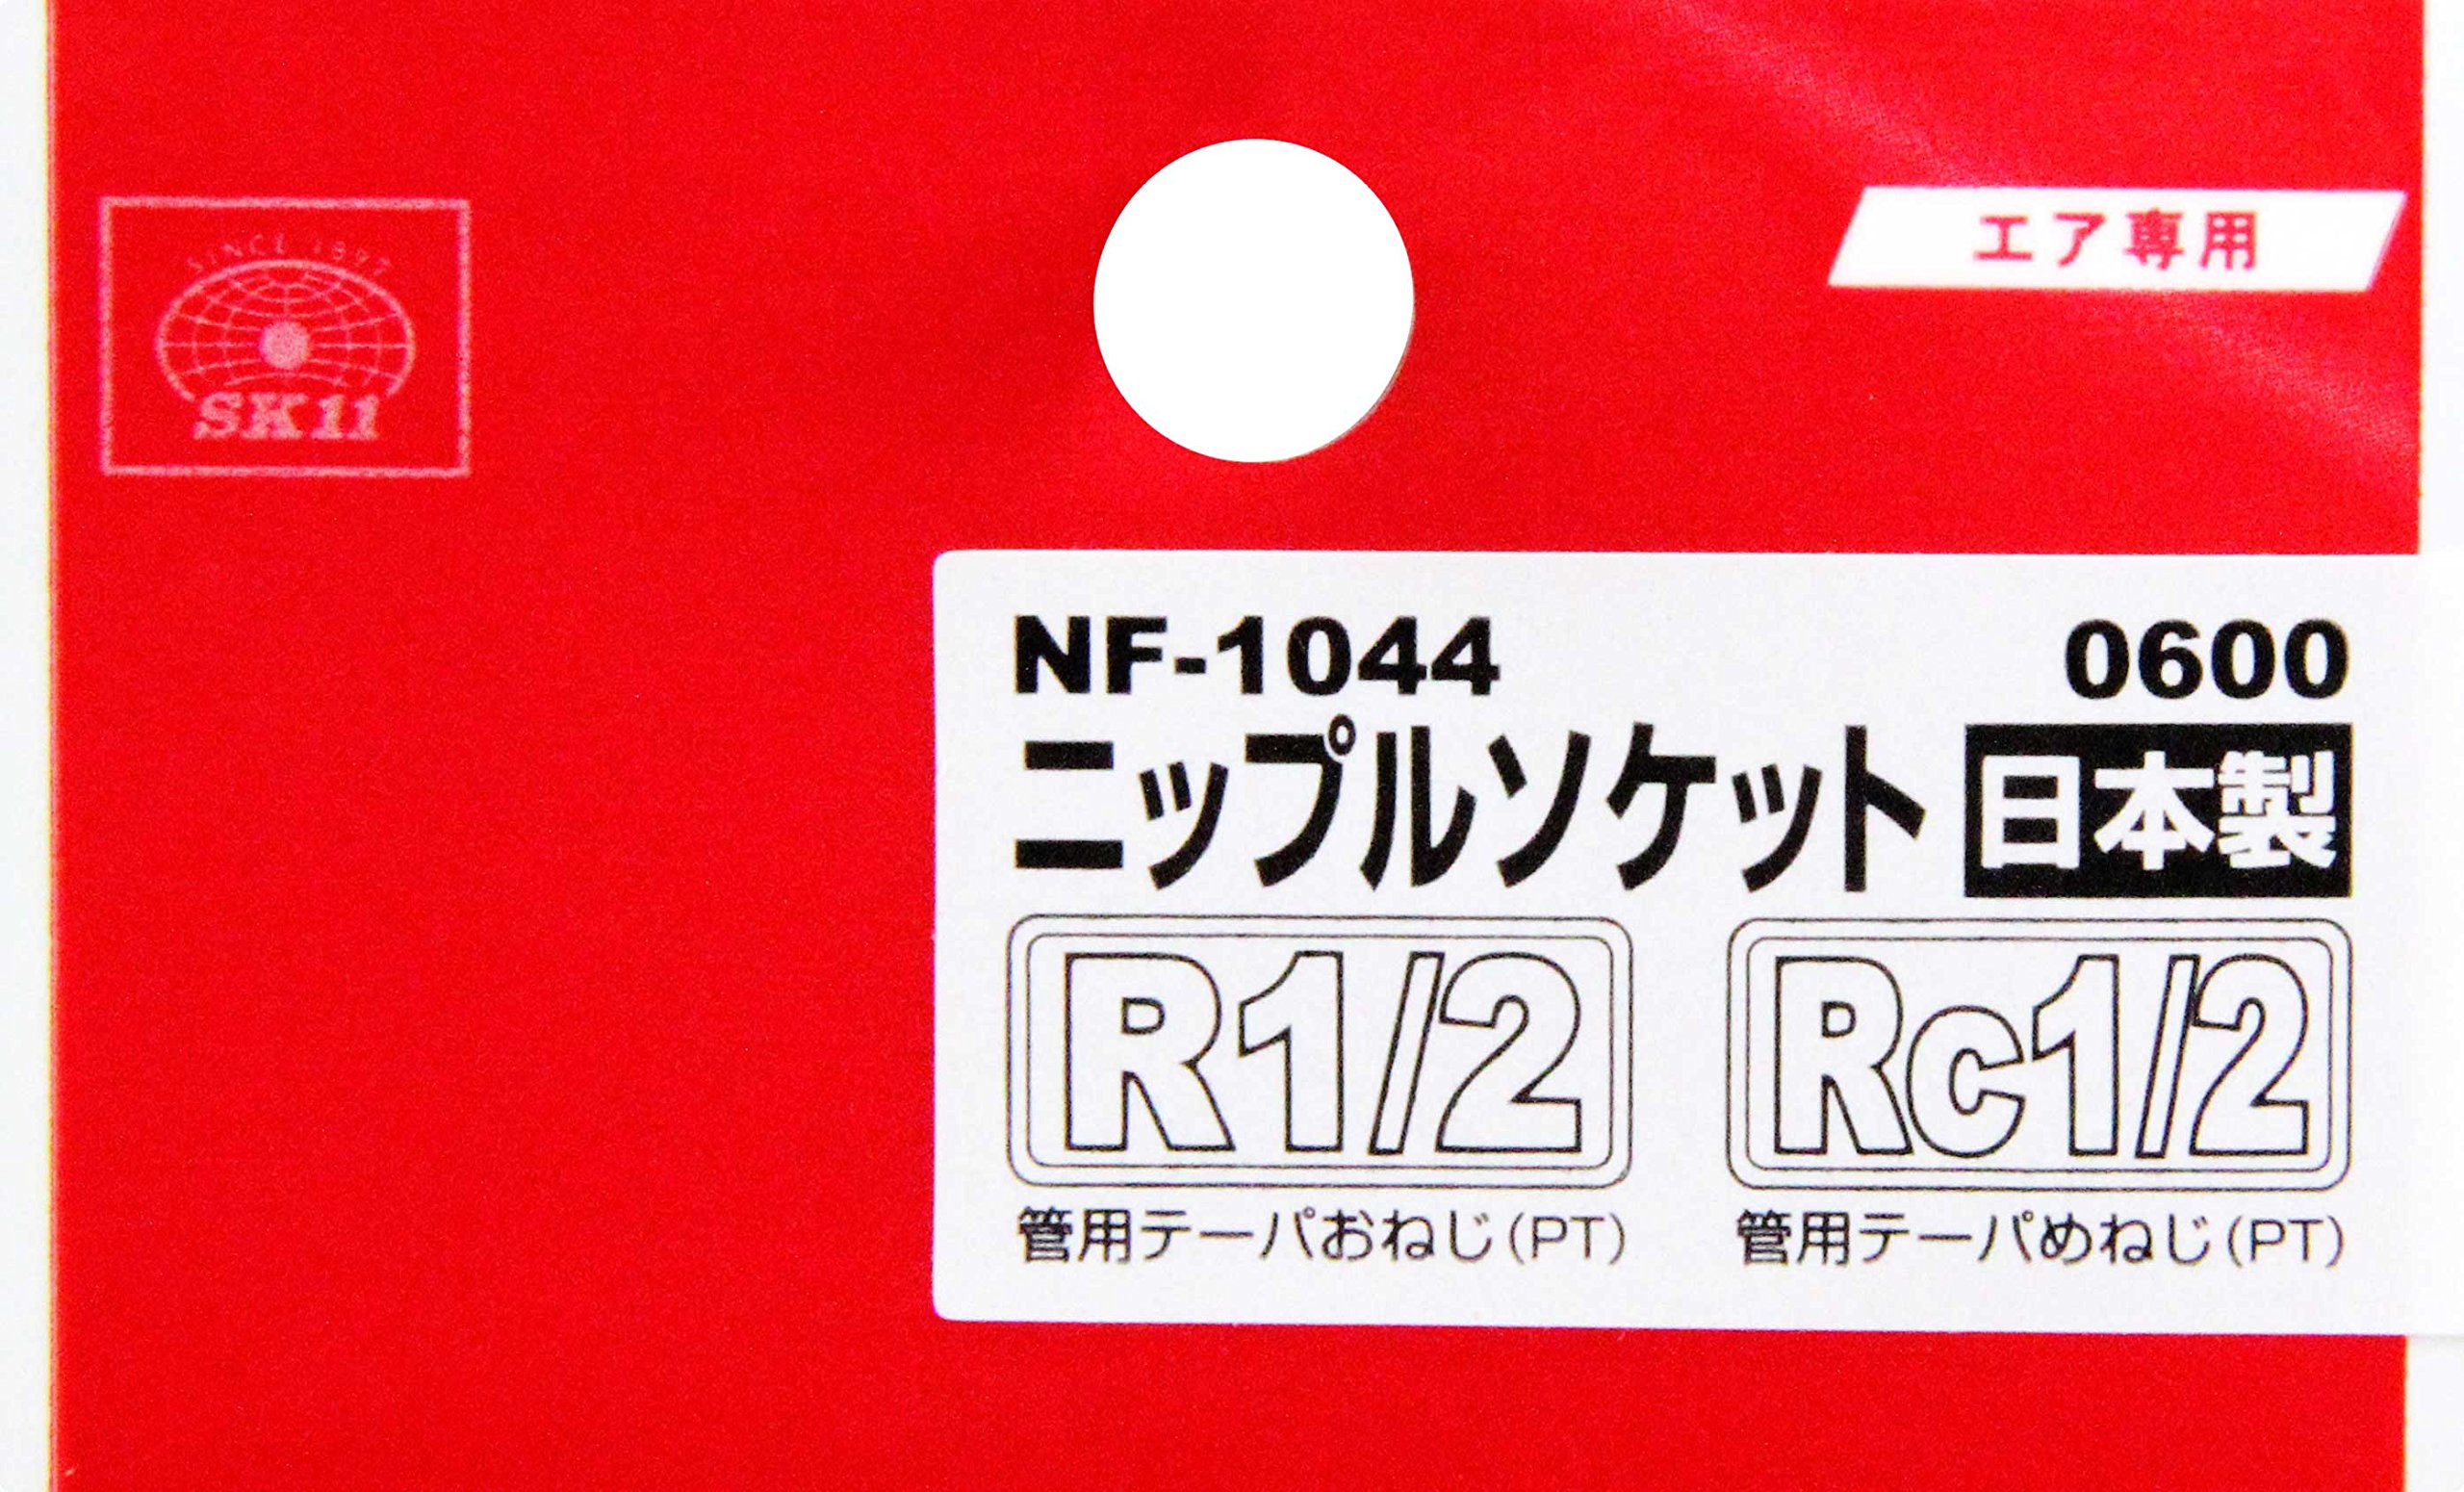 SINCE 1897
SK11
エア専用
NF-1044 0600
ニップルソケット 日本製
R1/2 Rc1/2
管用テーパおねじ(PT) 管用テーパめねじ(PT)